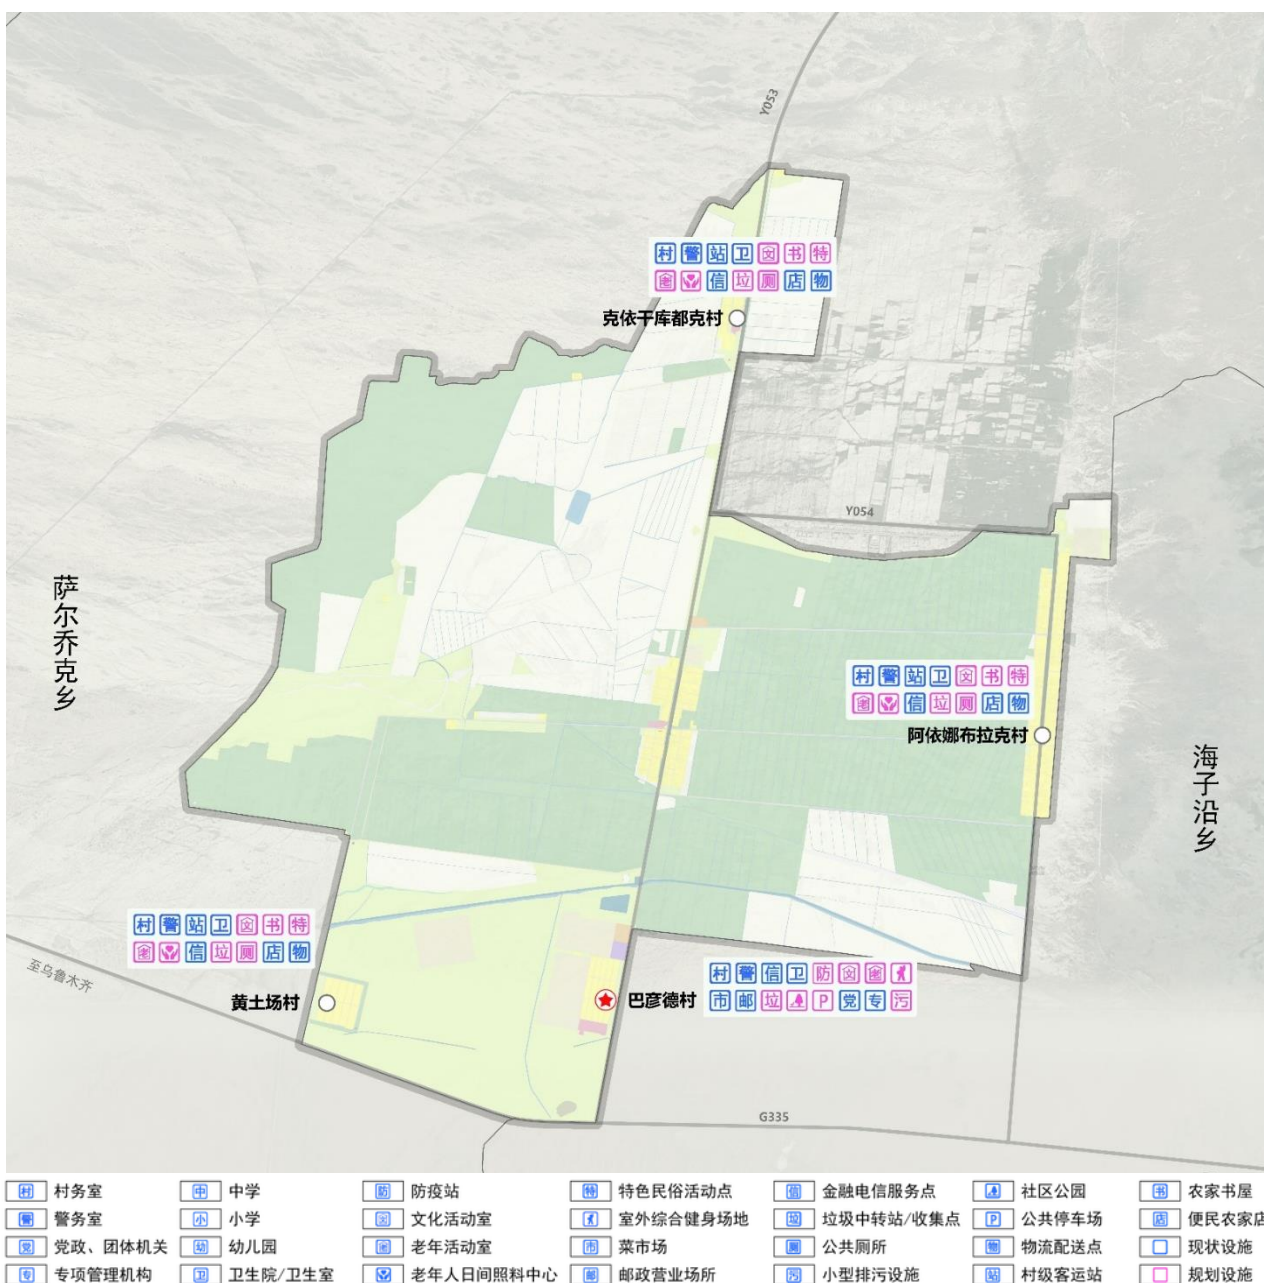 Y053
村 警 站 卫 文 书 特
老 信 垃 厕 店 物
克依干库都克村
Y054
萨尔乔克乡
村 警 站 卫 文 书 特
老 信 垃 厕 店 物
阿依娜布拉克村
海子沿乡
村 警 站 卫 文 书 特
老 信 垃 厕 店 物
至乌鲁木齐
黄土场村
村 警 信 卫 防 文 老
市 邮 垃 P 党 专 污
巴彦德村
G335
村 村务室 中 中学 防 防疫站 特 特色民俗活动点 信 金融电信服务点 社区公园 书 农家书屋
警 警务室 小 小学 文 文化活动室 室外综合健身场地 垃 垃圾中转站/收集点 P 公共停车场 店 便民农家店
党 党政、团体机关 幼 幼儿园 老 老年活动室 市 菜市场 厕 公共厕所 物 物流配送点 现状设施
专 专项管理机构 卫 卫生院/卫生室 老年人日间照料中心 邮 邮政营业场所 污 小型排污设施 站 村级客运站 规划设施